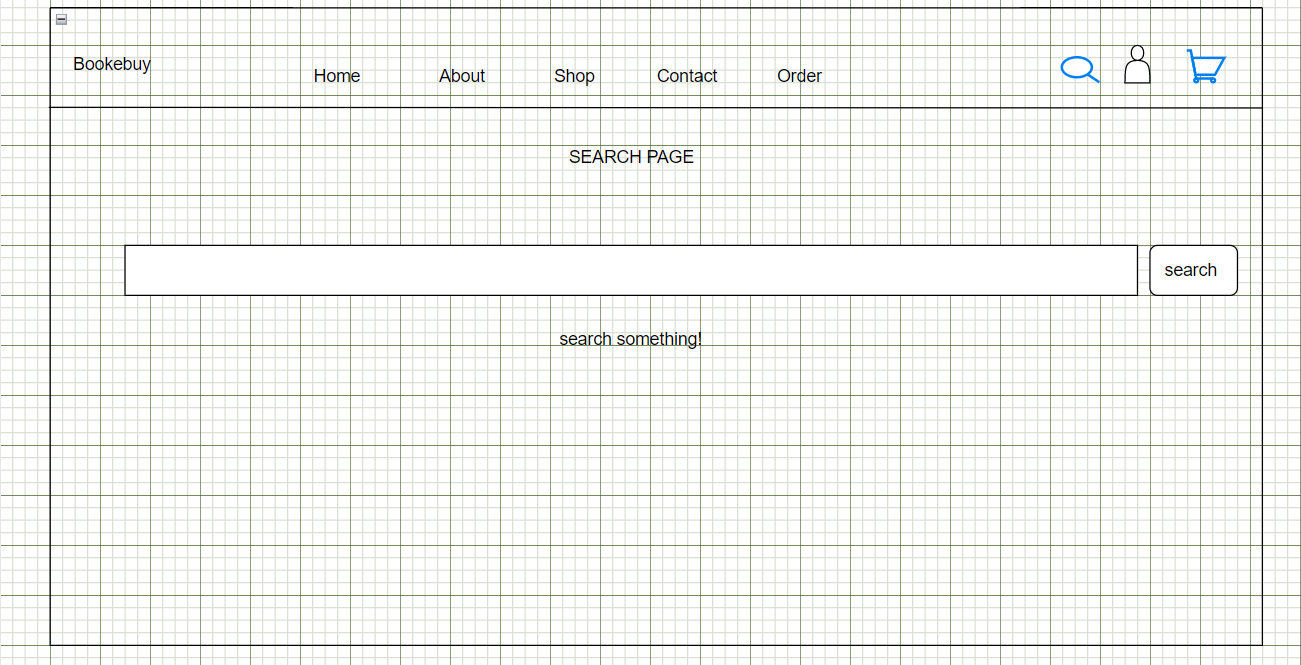 Bookebuy
Home About Shop Contact Order
SEARCH PAGE
search
search something!